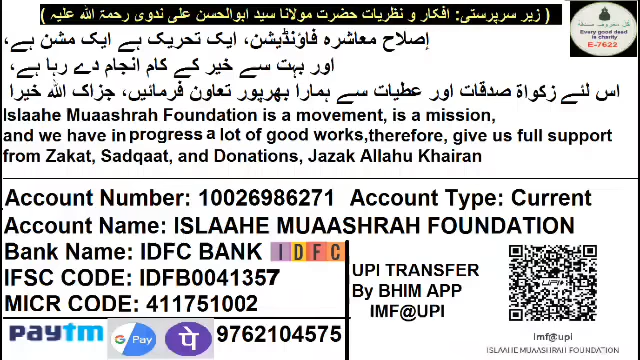 ( زیر سرپرستی: افکار و نظریات حضرت مولانا سید ابوالحسن علی ندوی رحمۃ اللہ علیہ )
كل معروف صدقة
Every good deed
is charity
E-7622
إصلاح معاشرہ فاؤنڈیشن، ایک تحریک ہے ایک مشن ہے،
اور بہت سے خیر کے کام انجام دے رہا ہے،
اس لئے زکواۃ صدقات اور عطیات سے ہمارا بھرپور تعاون فرمائیں، جزاک اللہ خیرا
Islaahe Muaashrah Foundation is a movement, is a mission,
and we have in progress a lot of good works,therefore, give us full support
from Zakat, Sadqaat, and Donations, Jazak Allahu Khairan
Account Number: 10026986271 Account Type: Current
Account Name: ISLAAHE MUAASHRAH FOUNDATION
Bank Name: IDFC BANK IDFC
IFSC CODE: IDFB0041357
MICR CODE: 411751002
UPI TRANSFER
By BHIM APP
IMF@UPI
paytm G Pay पे 9762104575
Imf@upi
ISLAAHE MUAASHRAH FOUNDATION